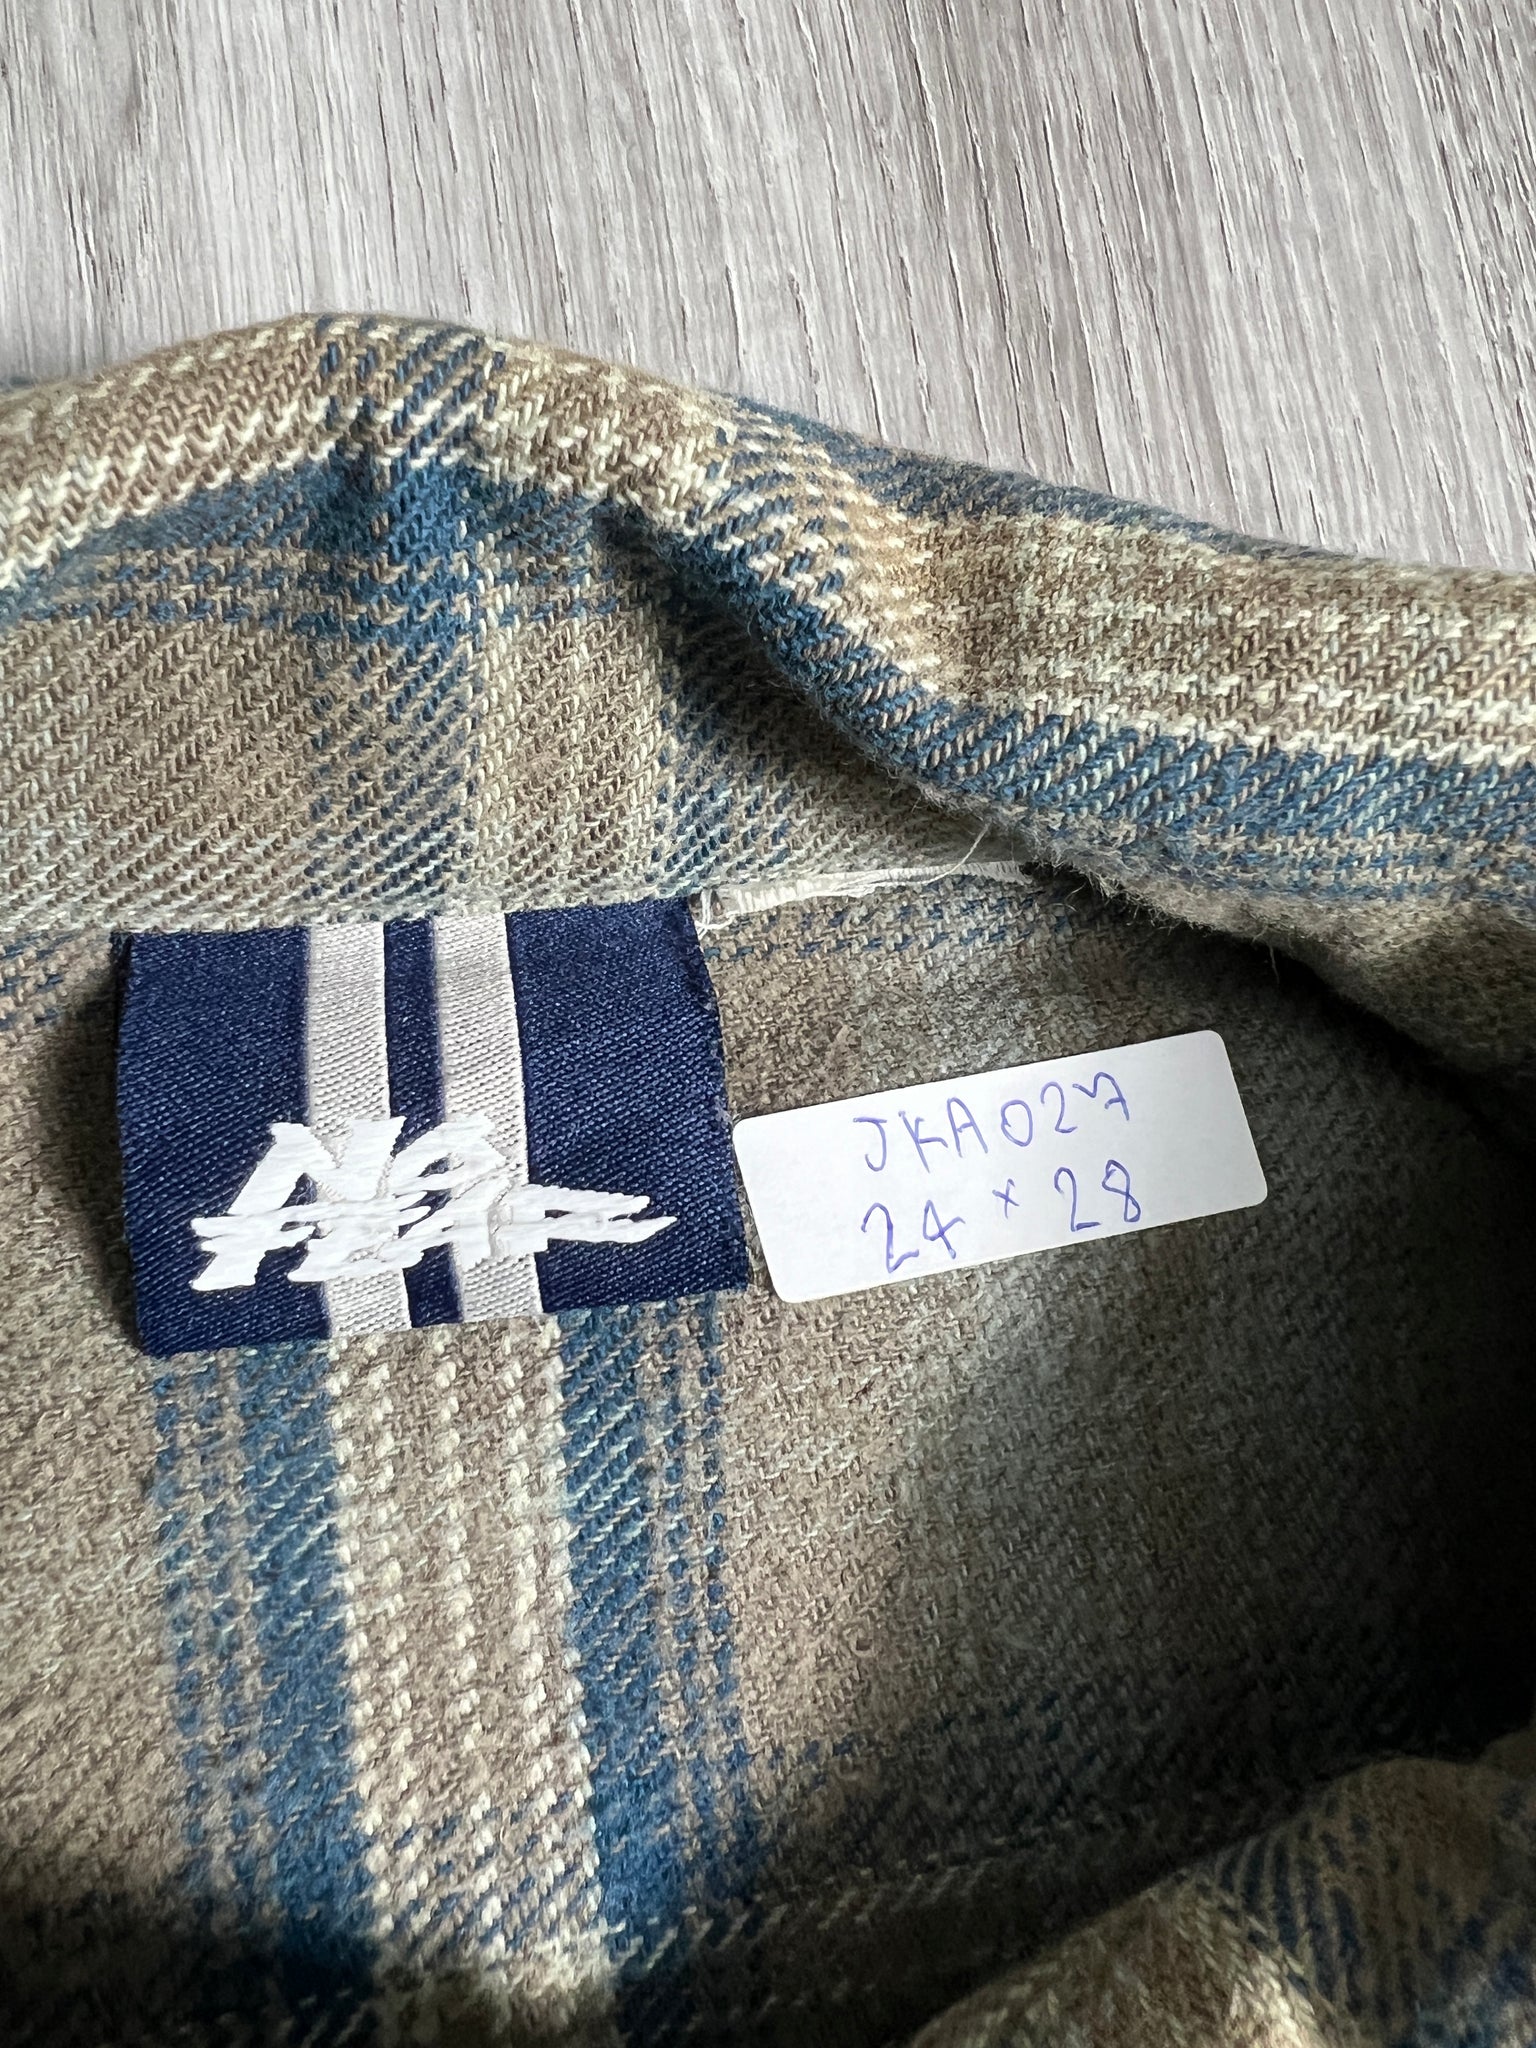 NO
FEAR
JKA027
24 x 28